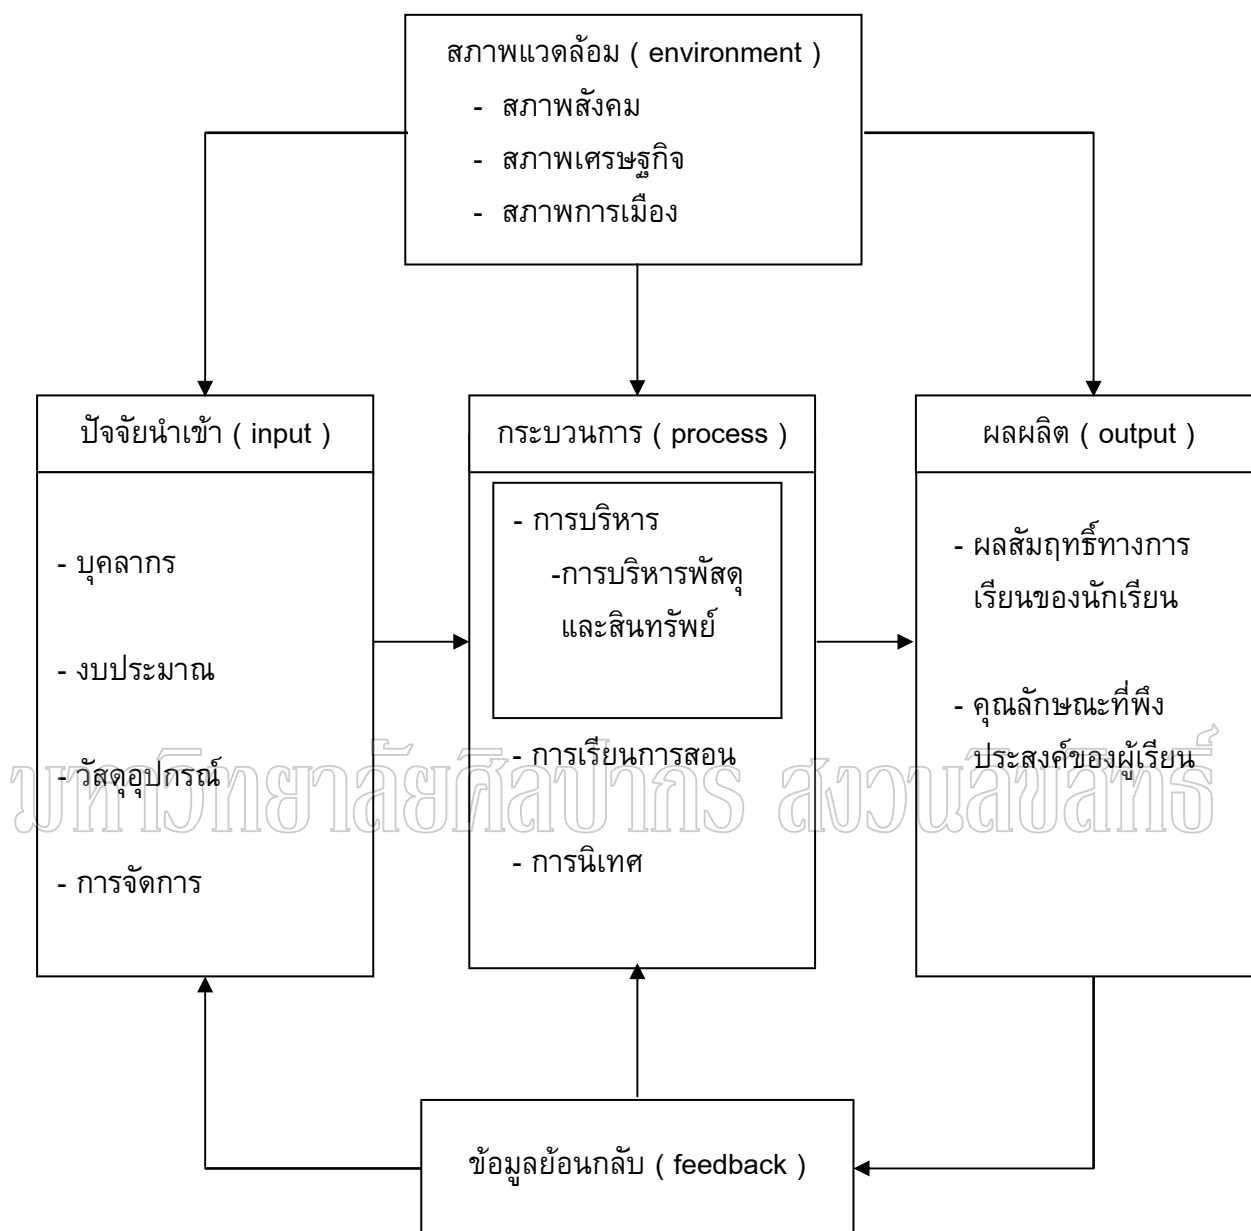 สภาพแวดล้อม ( environment )
- สภาพสังคม
- สภาพเศรษฐกิจ
- สภาพการเมือง
ปัจจัยนำเข้า ( input )
- บุคลากร
- งบประมาณ
- วัสดุอุปกรณ์
- การจัดการ
กระบวนการ ( process )
- การบริหาร
-การบริหารพัสดุ
และสินทรัพย์
- การเรียนการสอน
- การนิเทศ
ผลผลิต ( output )
- ผลสัมฤทธิ์ทางการ
เรียนของนักเรียน
- คุณลักษณะที่พึง
ประสงค์ของผู้เรียน
มหาวิทยาลัยศิลปากร สงวนลิขสิทธิ์
ข้อมูลย้อนกลับ ( feedback )